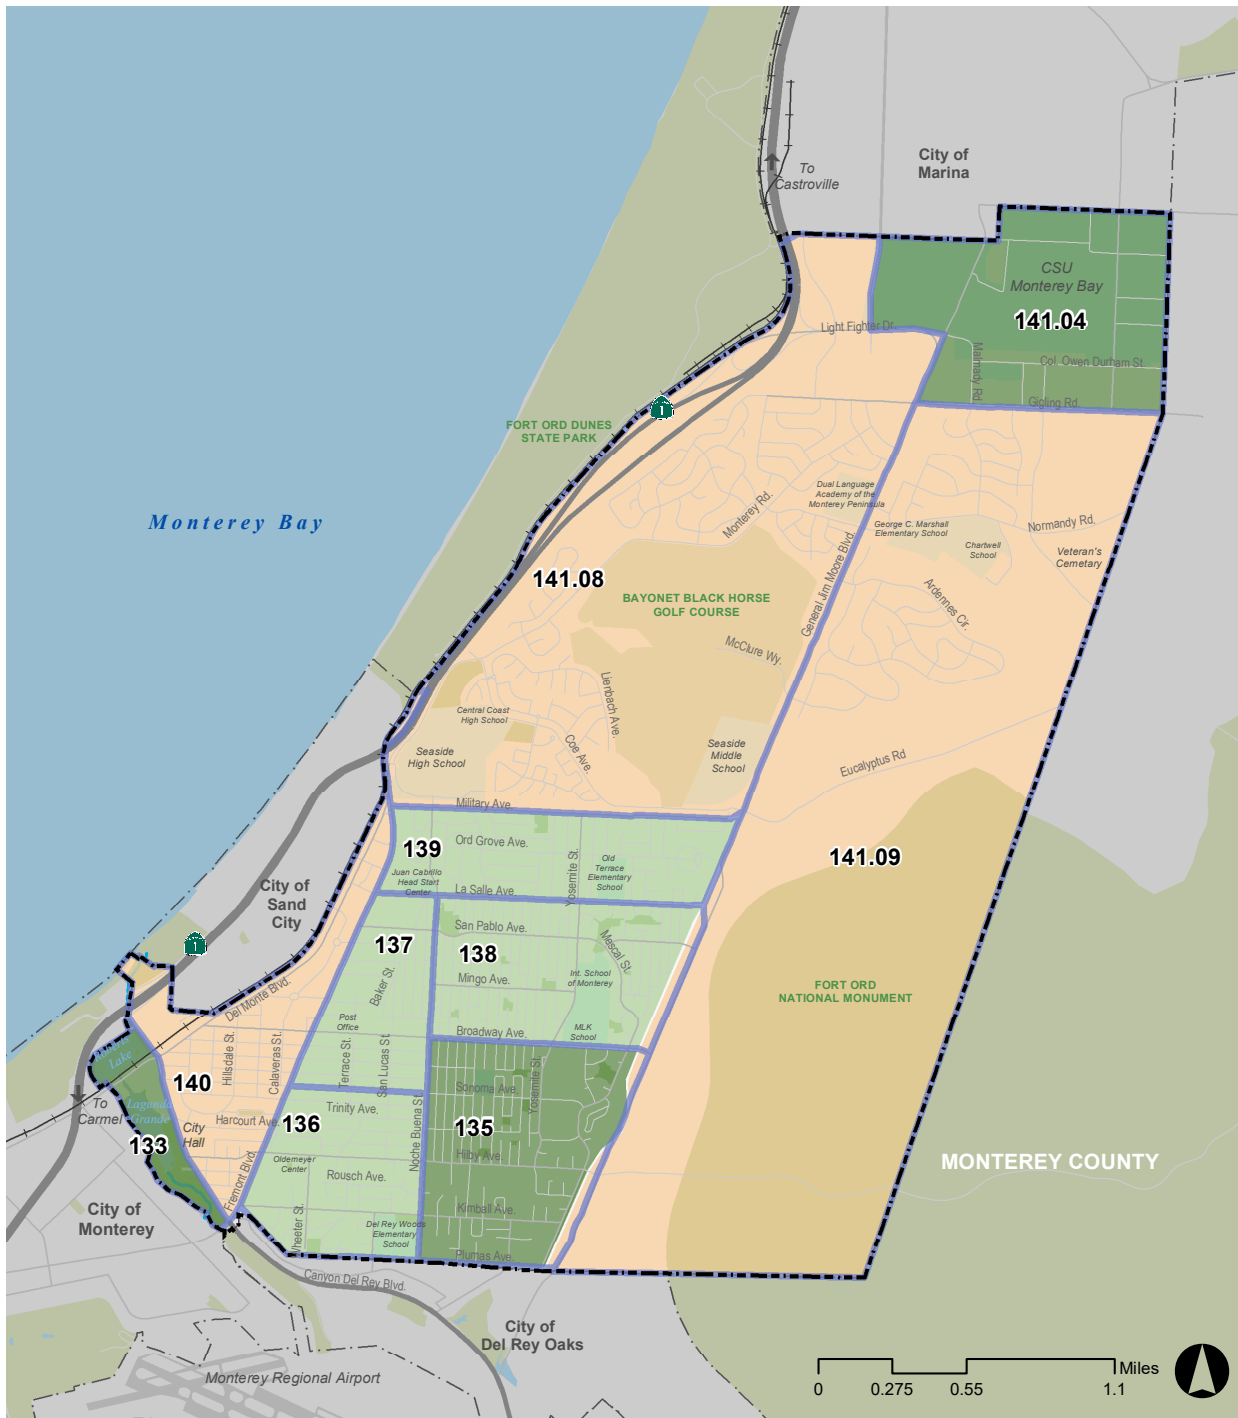 City of
Marina
To
Castroville
CSU
Monterey Bay
141.04
Light Fighter Dr.
Malmady Rd.
Col. Owen Durham St.
Gigling Rd.
1
FORT ORD DUNES
STATE PARK
Dual Language
Academy of the
Monterey Peninsula
Monterey Rd.
George C. Marshall
Elementary School
Normandy Rd.
Chartwell
School
Veteran's
Cemetary
Monterey Bay
141.08
General Jim Moore Blvd.
BAYONET BLACK HORSE
GOLF COURSE
Ardennes Cir.
McClure Wy.
Lienbach Ave.
Central Coast
High School
Coe Ave.
Seaside
High School
Seaside
Middle
School
Eucalyptus Rd
Military Ave.
139
Ord Grove Ave.
Yosemite St.
Old
Terrace
Elementary
School
141.09
Juan Cabrillo
Head Start
Center
La Salle Ave.
City of
Sand
City
1
137
San Pablo Ave.
138
Mescal St.
Mingo Ave.
Baker St.
Int. School
of Monterey
FORT ORD
NATIONAL MONUMENT
Del Monte Blvd.
Post
Office
Broadway Ave.
MLK
School
Hillsdale St.
Calaveras St.
Terrace St.
San Lucas St.
Yosemite St.
Roberts
Lake
140
Sonoma Ave.
To
Carmel
Laguna
Grande
City
Hall
Harcourt Ave.
Trinity Ave.
136
Noche Buena St.
135
133
Fremont Blvd.
Oldemeyer
Center
Rousch Ave.
Hilby Ave.
MONTEREY COUNTY
City of
Monterey
Wheeler St.
Kimball Ave.
Del Rey Woods
Elementary
School
Plumas Ave.
Canyon Del Rey Blvd.
City of
Del Rey Oaks
Monterey Regional Airport
Miles
0
0.275
0.55
1.1